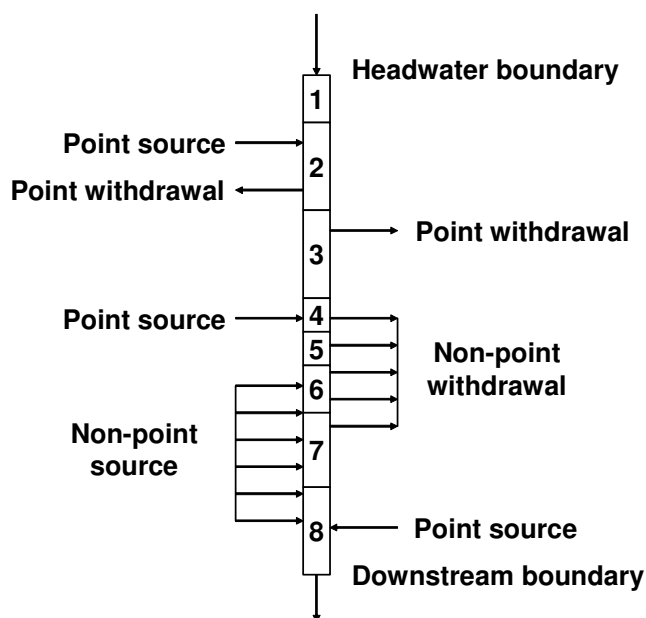 Headwater boundary
1
Point source
2
Point withdrawal
Point withdrawal
3
Point source
4
5
Non-point
withdrawal
6
Non-point
source
7
8
Point source
Downstream boundary